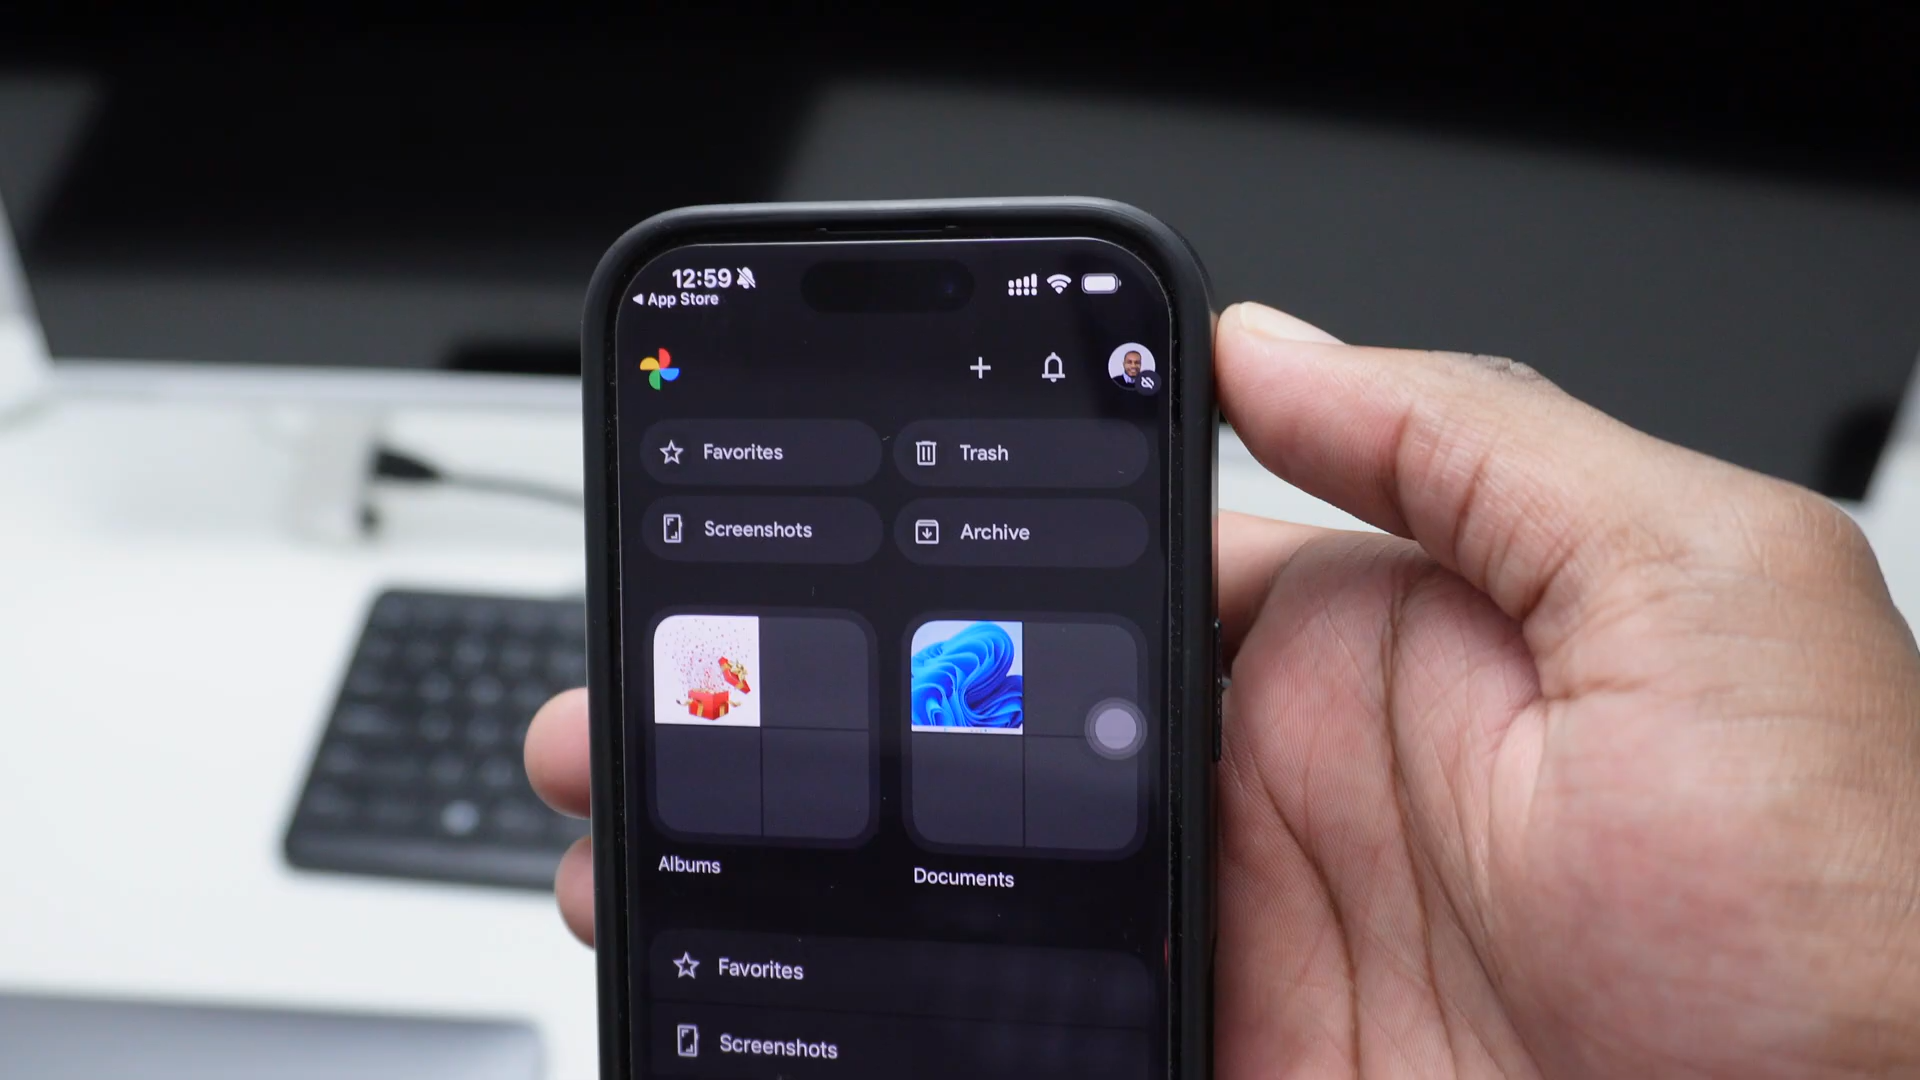 12:59
App Store
Favorites
Trash
Screenshots
Archive
Albums
Documents
Favorites
Screenshots